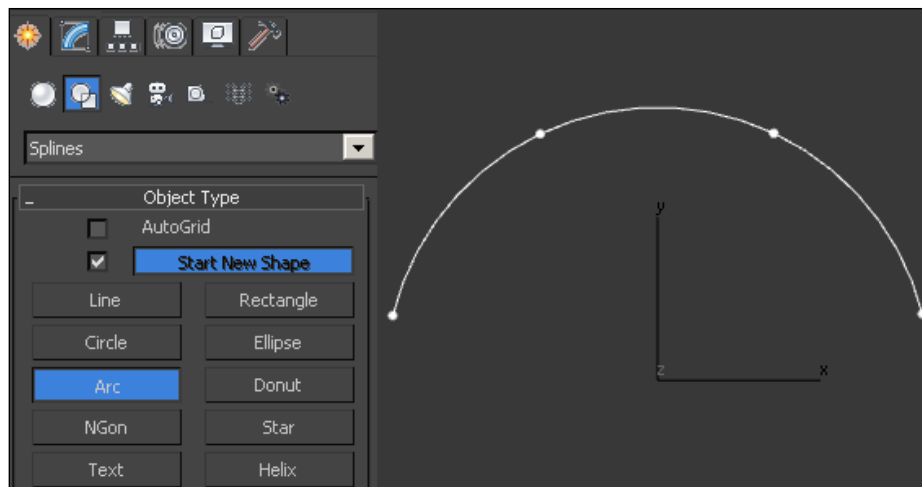 Splines
Object Type
AutoGrid
Start New Shape
Line Rectangle
Circle Ellipse
Arc Donut
NGon Star
Text Helix
y
z x